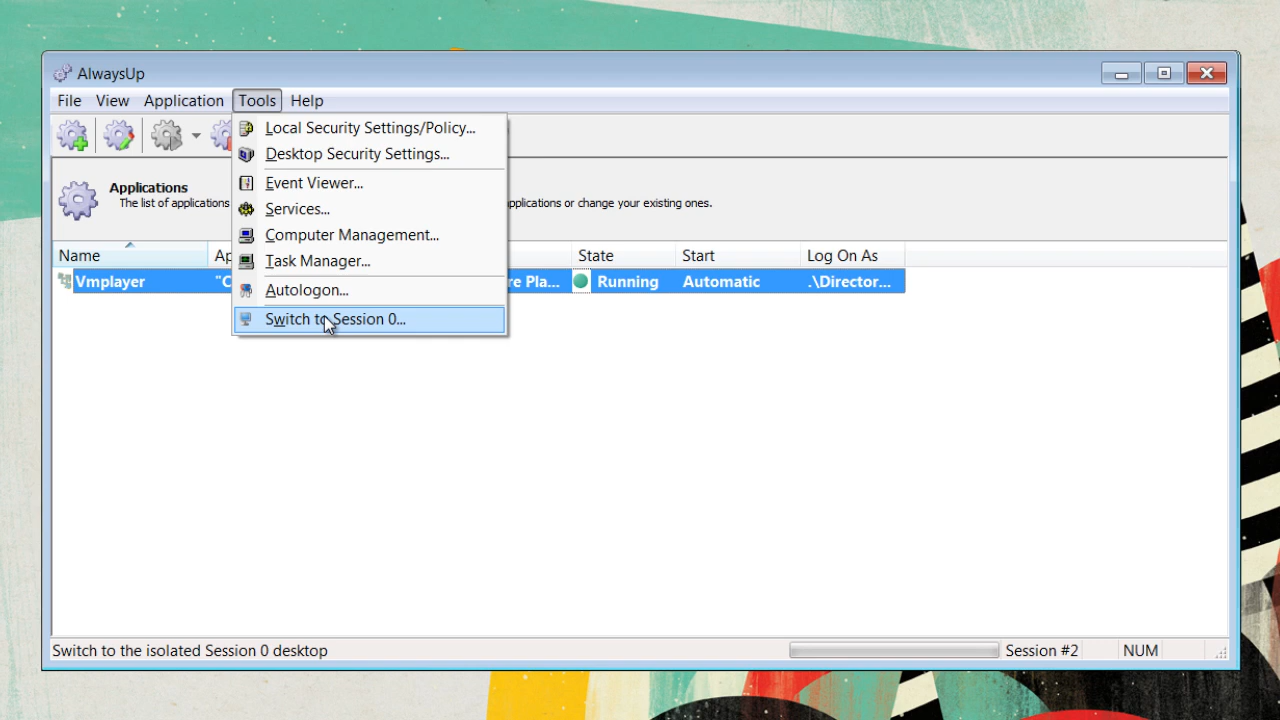 AlwaysUp
File View Application Tools Help
Local Security Settings/Policy...
Desktop Security Settings...
Event Viewer...
Services...
Computer Management...
Task Manager...
Autologon...
Switch to Session 0...
Applications
The list of applications pplications or change your existing ones.
Name Ap State Start Log On As
Vmplayer "C re Pla... Running Automatic .\Director...
Switch to the isolated Session 0 desktop Session #2 NUM